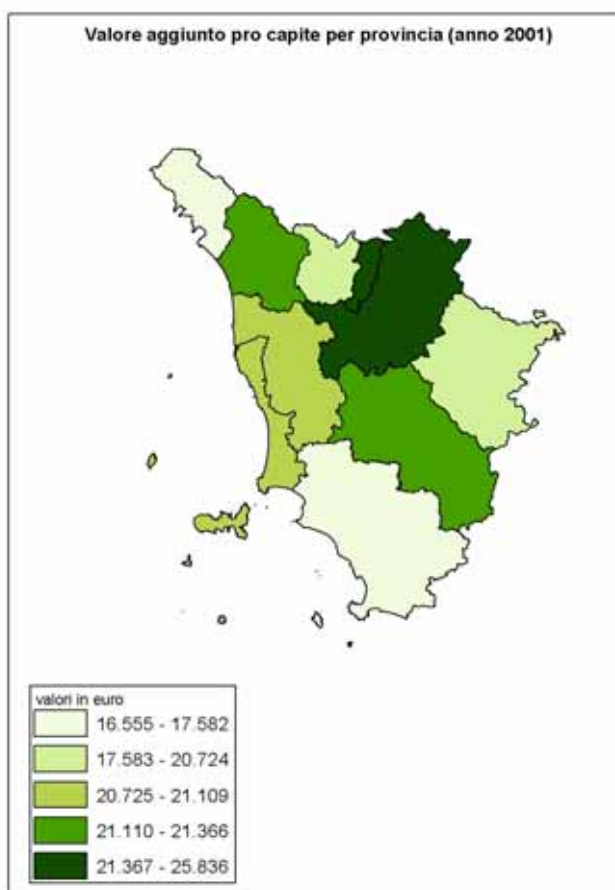 Valore aggiunto pro capite per provincia (anno 2001)
valori in euro
16.555 - 17.582
17.583 - 20.724
20.725 - 21.109
21.110 - 21.366
21.367 - 25.836